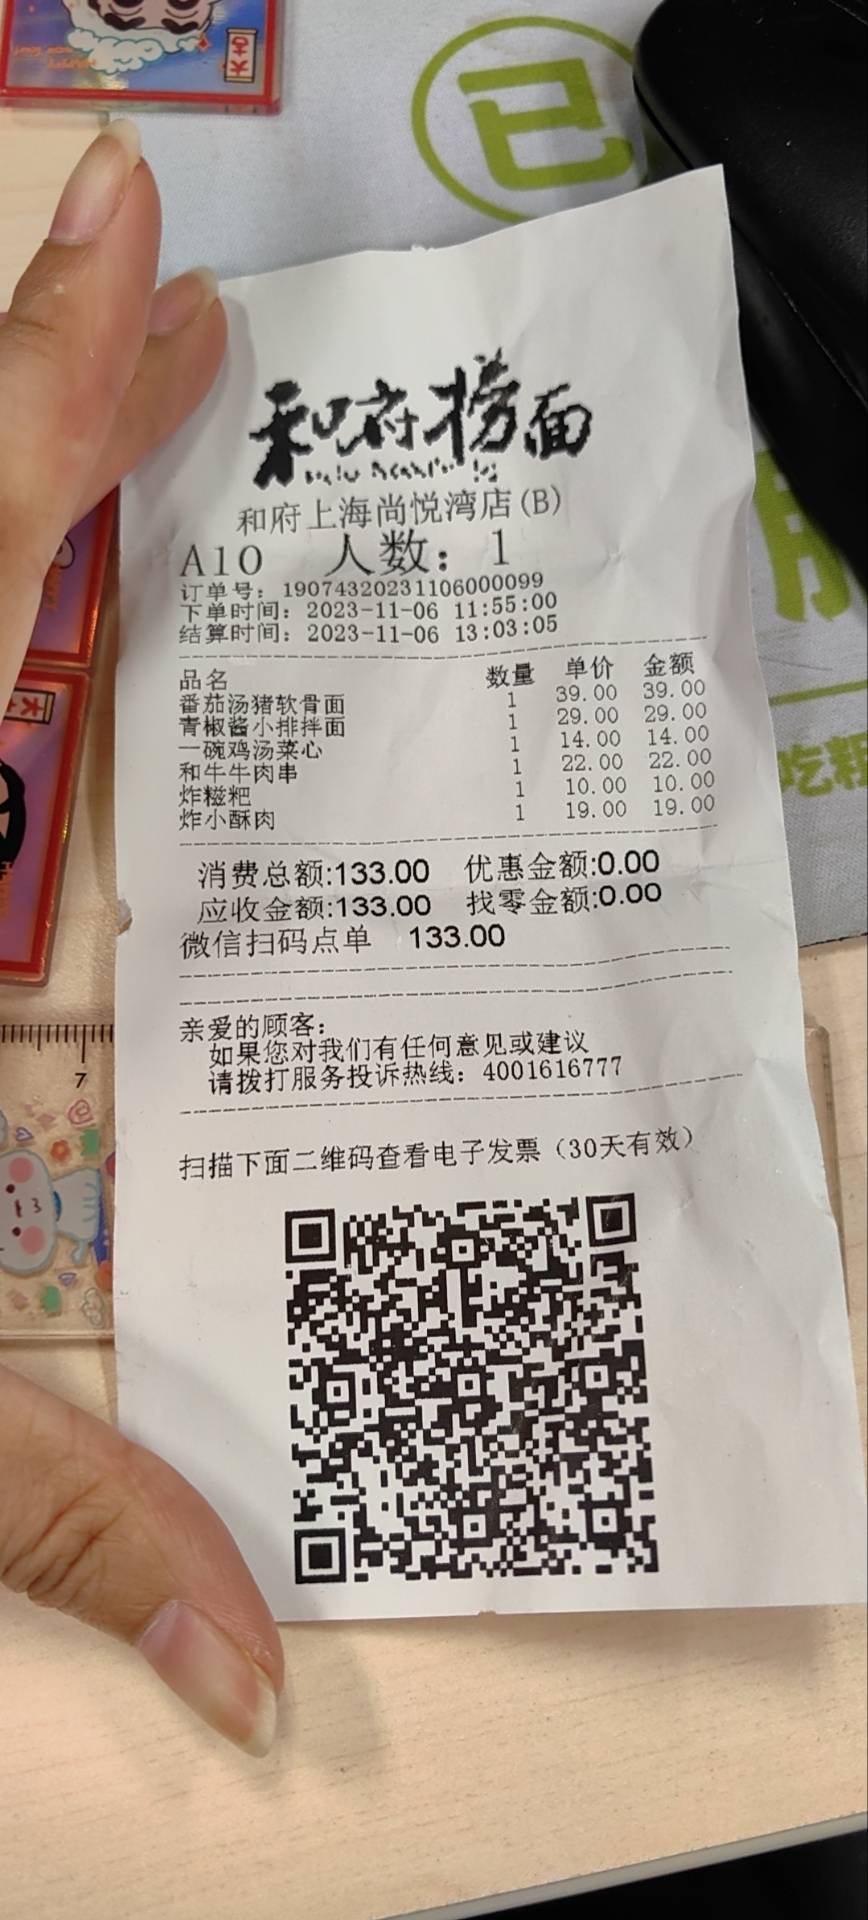 大吉
已
和府捞面
和府上海尚悦湾店(B)
A10 人数：1
订单号：19074320231106000099
下单时间：2023-11-06 11:55:00
结算时间：2023-11-06 13:03:05
品名 数量 单价 金额
番茄汤猪软骨面 1 39.00 39.00
青椒酱小排拌面 1 29.00 29.00
一碗鸡汤菜心 1 14.00 14.00
和牛牛肉串 1 22.00 22.00
炸糍粑 1 10.00 10.00
炸小酥肉 1 19.00 19.00
消费总额:133.00 优惠金额:0.00
应收金额:133.00 找零金额:0.00
微信扫码点单 133.00
亲爱的顾客：
如果您对我们有任何意见或建议
请拨打服务投诉热线：4001616777
扫描下面二维码查看电子发票（30天有效）
吃粗
7